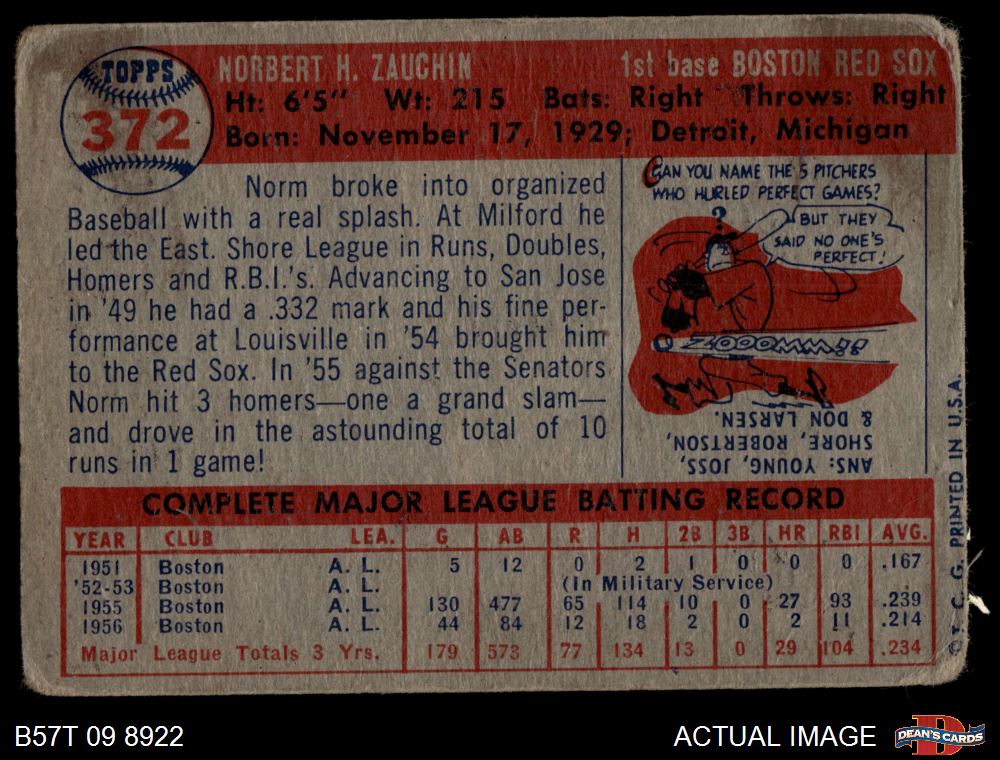 TOPPS
372
NORBERT H. ZAUCHIN 1st base BOSTON RED SOX
Ht: 6'5" Wt: 215 Bats: Right Throws: Right
Born: November 17, 1929; Detroit, Michigan
Norm broke into organized
Baseball with a real splash. At Milford he
led the East. Shore League in Runs, Doubles,
Homers and R.B.I.'s. Advancing to San Jose
in '49 he had a .332 mark and his fine per-
formance at Louisville in '54 brought him
to the Red Sox. In '55 against the Senators
Norm hit 3 homers—one a grand slam—
and drove in the astounding total of 10
runs in 1 game!
CAN YOU NAME THE 5 PITCHERS
WHO HURLED PERFECT GAMES?
?
BUT THEY
SAID NO ONE'S
PERFECT!
ZOOOMM!!
ANS: YOUNG, JOSS,
SHORE, ROBERTSON,
& DON LARSEN.
COMPLETE MAJOR LEAGUE BATTING RECORD
YEAR CLUB LEA. G AB R H 2B 3B HR RBI AVG.
1951 Boston A. L. 5 12 0 2 1 0 0 0 .167
'52-53 Boston A. L. (In Military Service)
1955 Boston A. L. 130 477 65 114 10 0 27 93 .239
1956 Boston A. L. 44 84 12 18 2 0 2 11 .214
Major League Totals 3 Yrs. 179 573 77 134 13 0 29 104 .234
©T. C. G. PRINTED IN U.S.A.
B57T 09 8922 ACTUAL IMAGE
D
DEAN'S CARDS